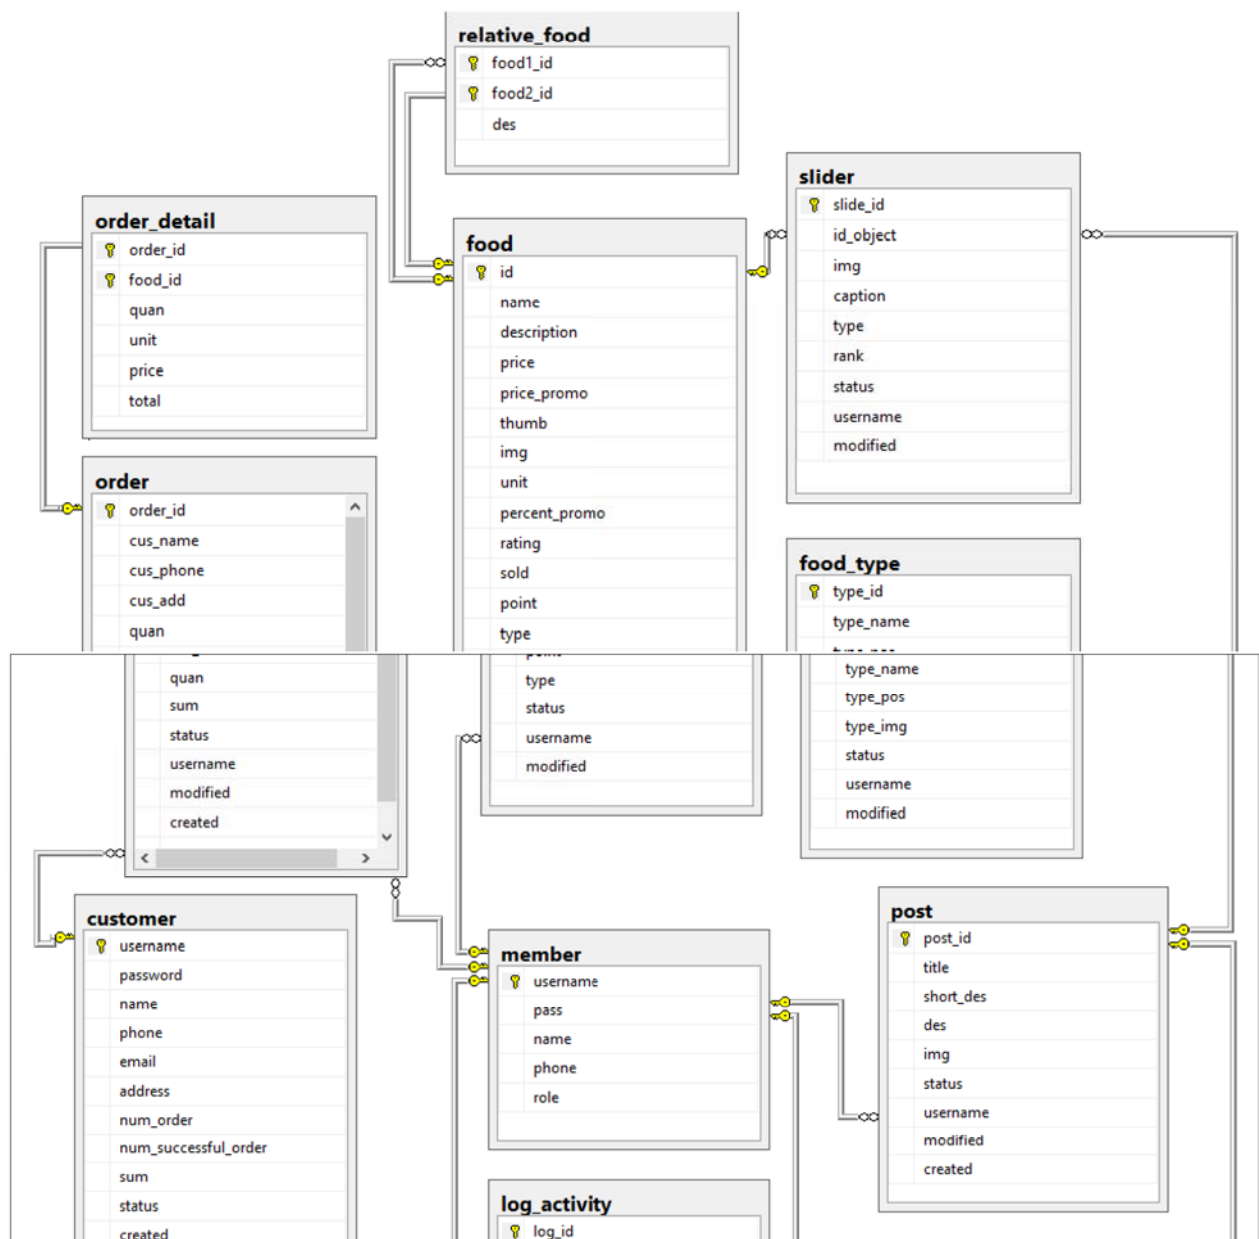 relative_food
food1_id
food2_id
des
slider
slide_id
id_object
img
caption
type
rank
status
username
modified
order_detail
order_id
food_id
quan
unit
price
total
food
id
name
description
price
price_promo
thumb
img
unit
percent_promo
rating
sold
point
type
order
order_id
cus_name
cus_phone
cus_add
quan
food_type
type_id
type_name
quan
sum
status
username
modified
created
type
status
username
modified
type_name
type_pos
type_img
status
username
modified
customer
username
password
name
phone
email
address
num_order
num_successful_order
sum
status
created
member
username
pass
name
phone
role
post
post_id
title
short_des
des
img
status
username
modified
created
log_activity
log_id